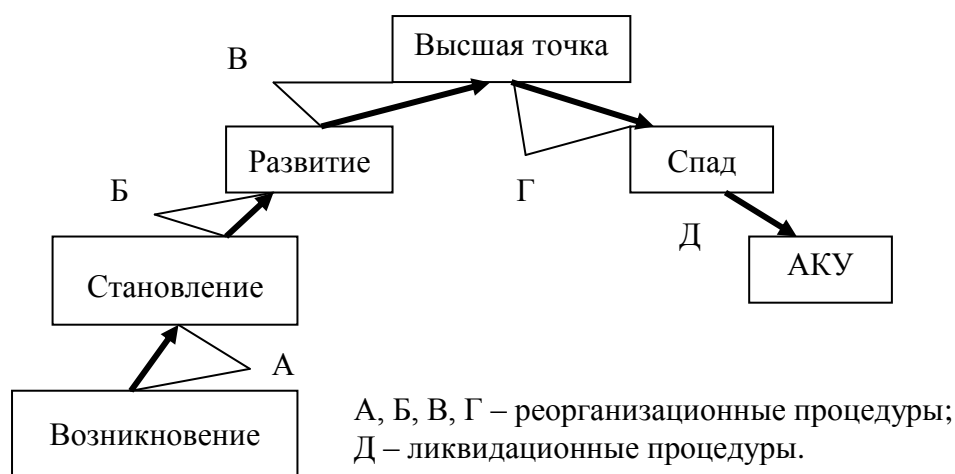 Высшая точка
В
Развитие
Спад
Б
Г
Д
АКУ
Становление
А
Возникновение
А, Б, В, Г – реорганизационные процедуры;
Д – ликвидационные процедуры.